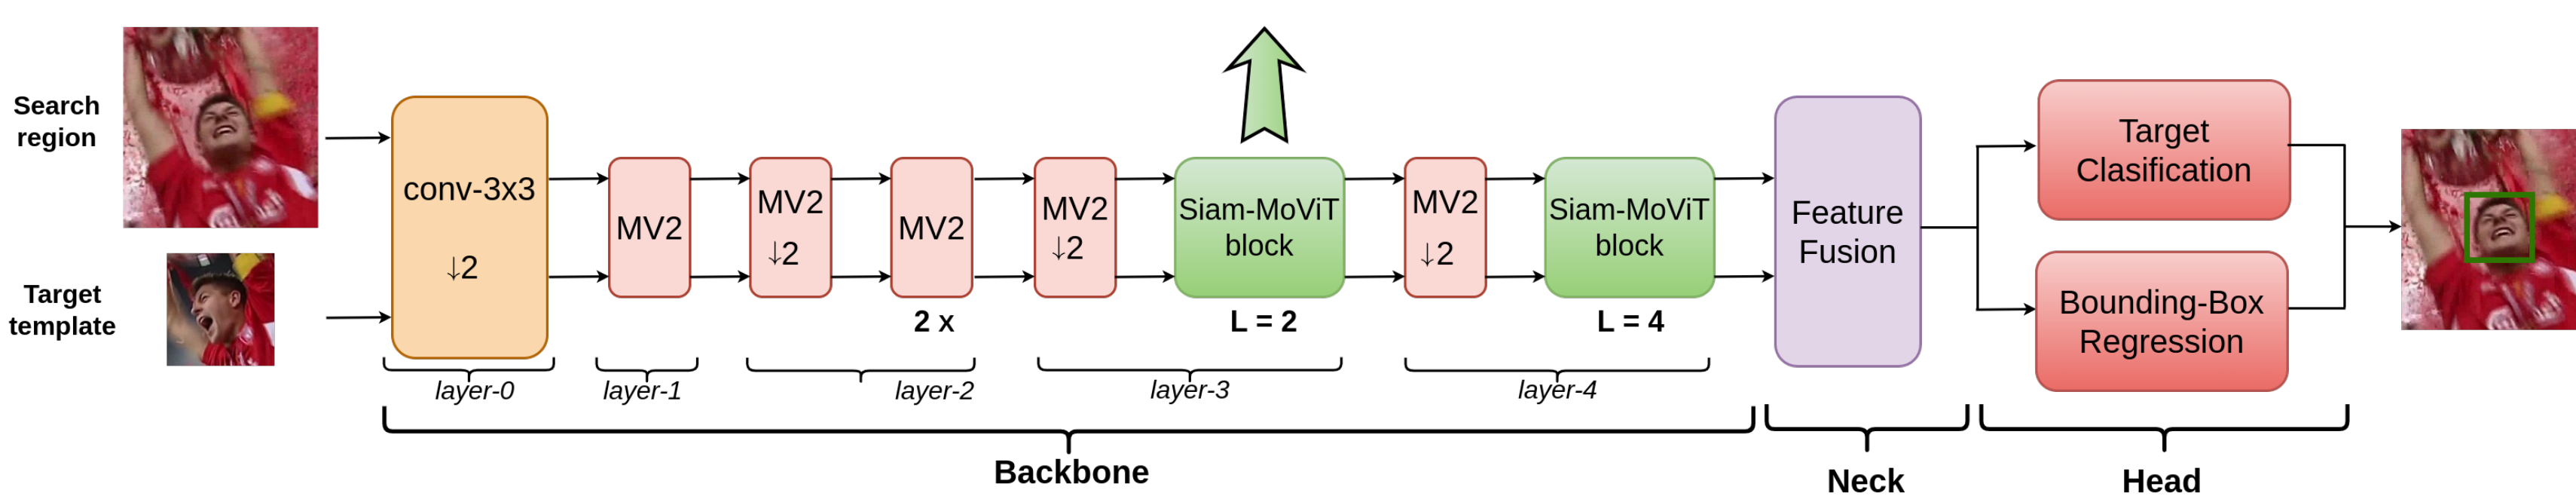 Search
region
Target
template
conv-3x3
↓2
layer-0
MV2
layer-1
MV2
↓2
MV2
2 x
layer-2
MV2
↓2
Siam-MoViT
block
L = 2
layer-3
MV2
↓2
Siam-MoViT
block
L = 4
layer-4
Backbone
Feature
Fusion
Neck
Target
Clasification
Bounding-Box
Regression
Head